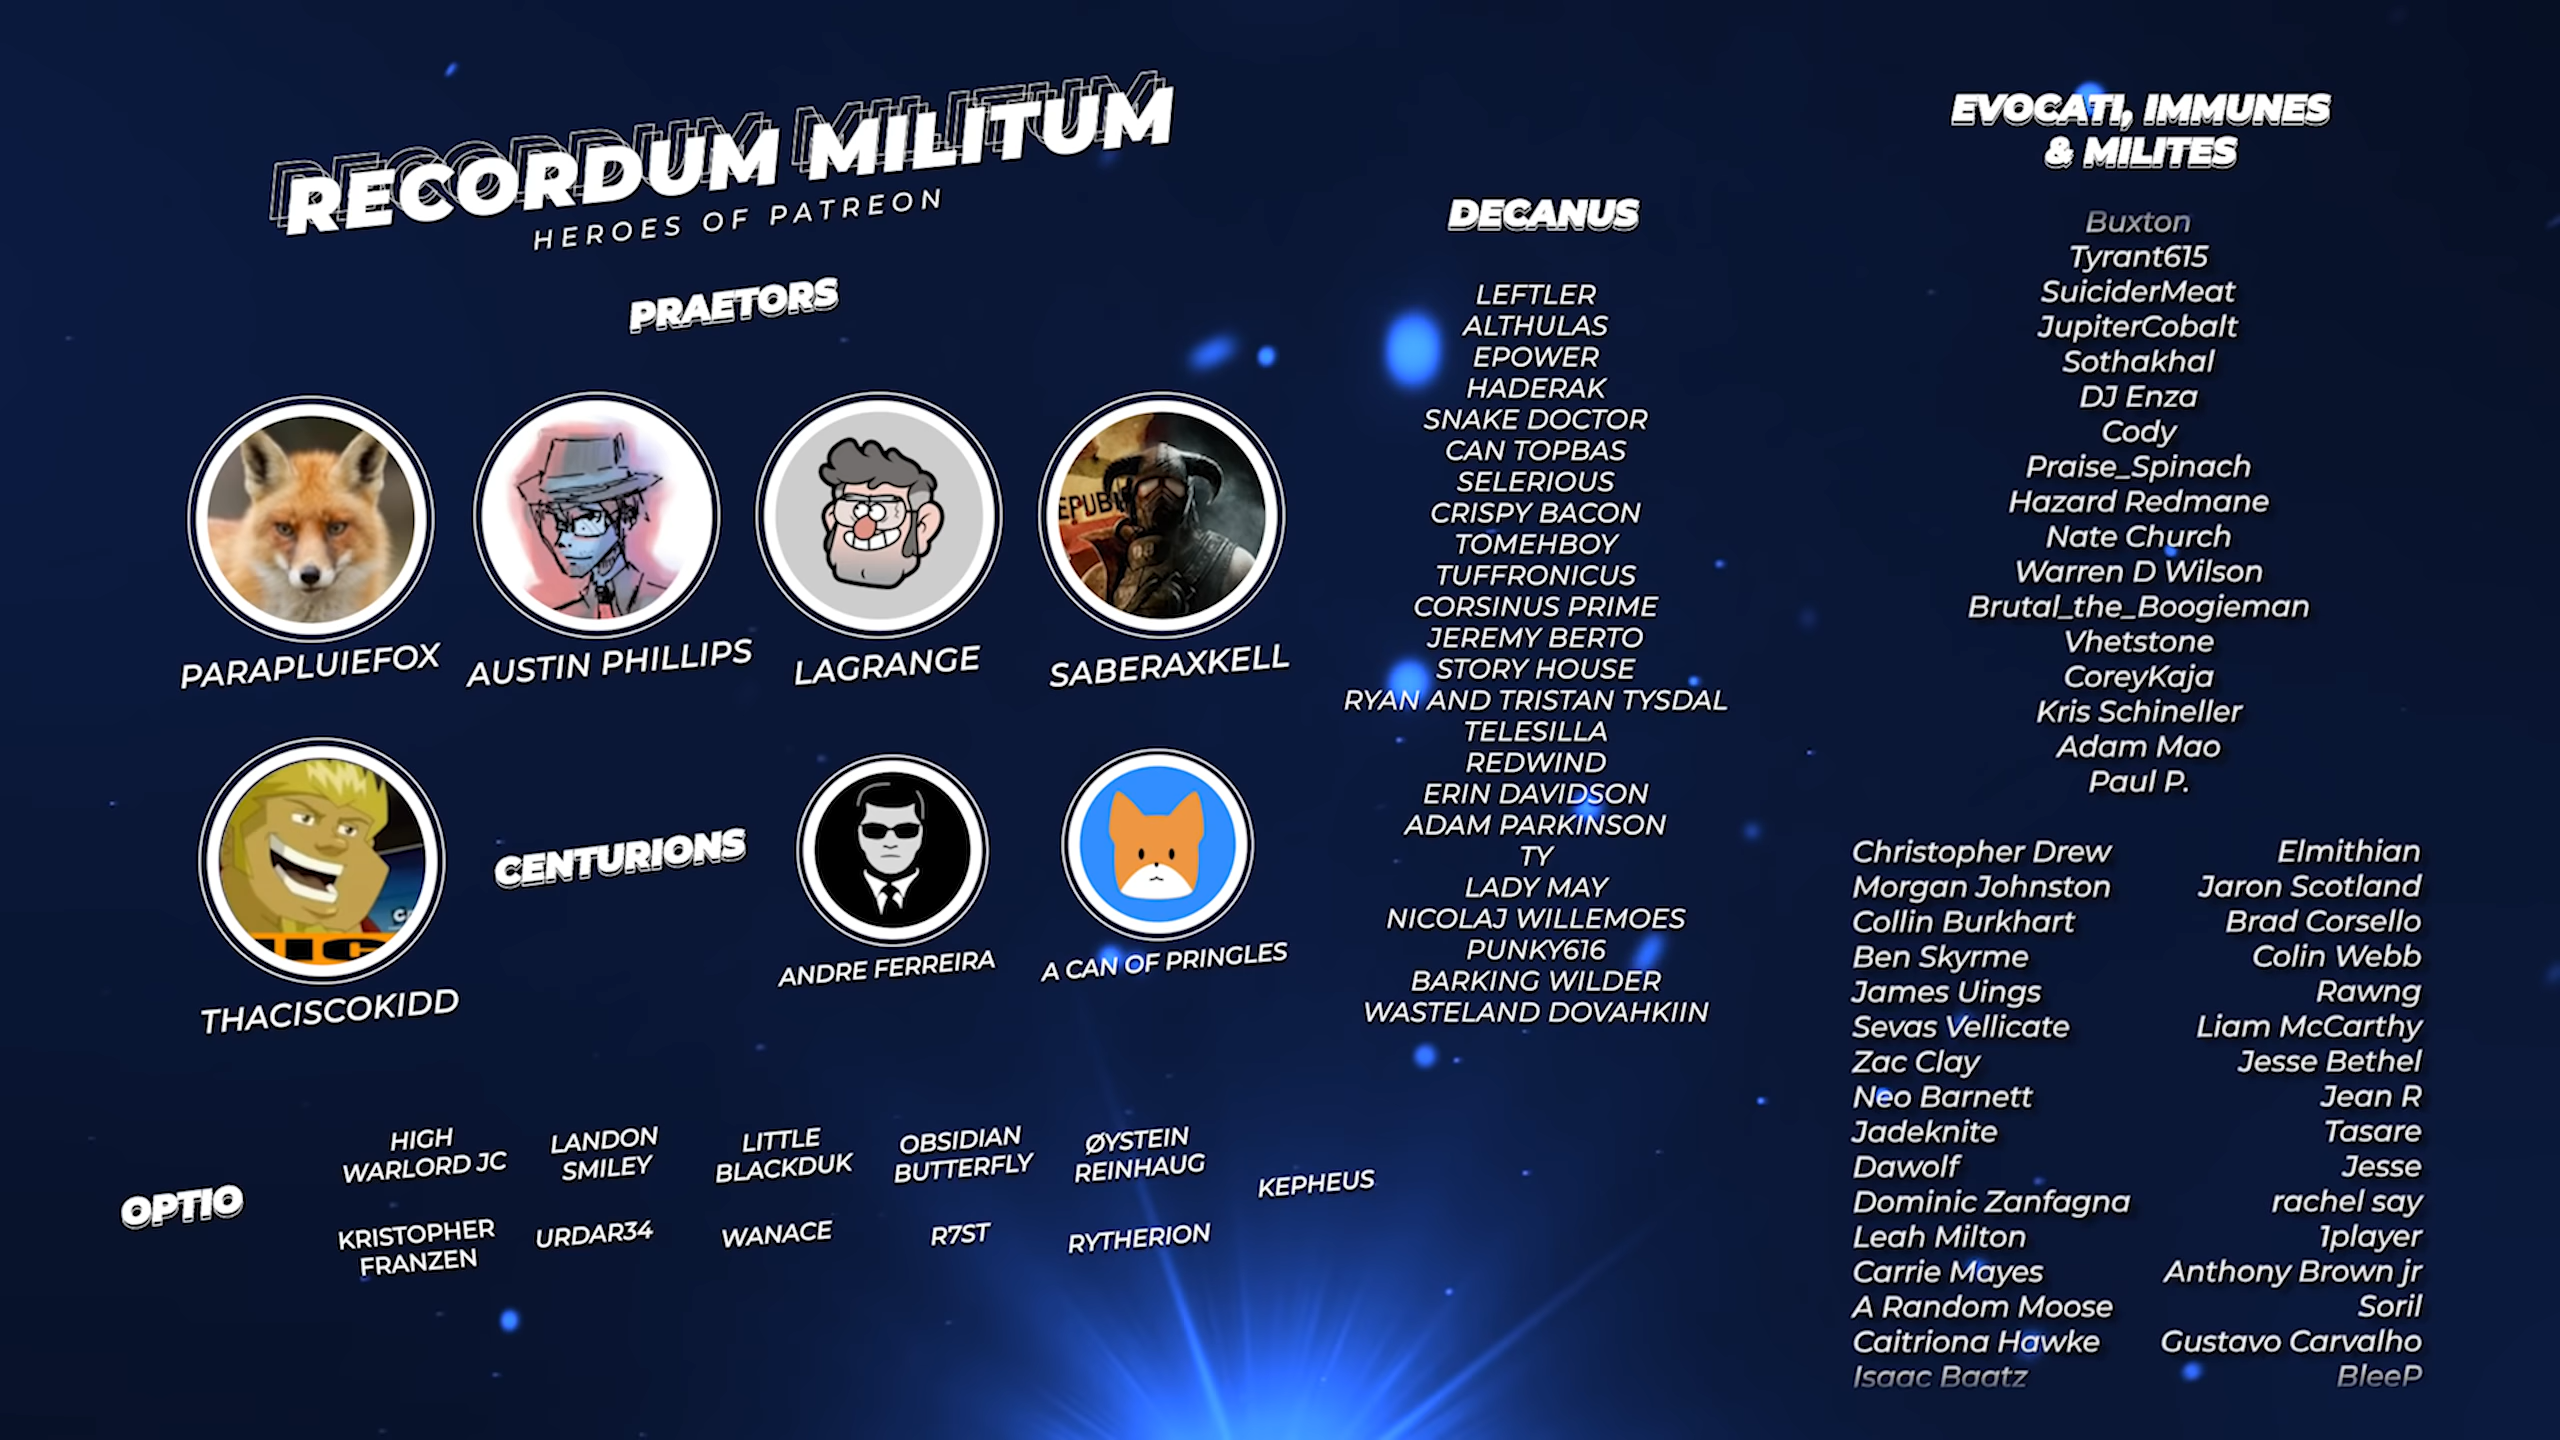 RECORDUM MILITUM
HEROES OF PATREON
PRAETORS
PARAPLUIEFOX
AUSTIN PHILLIPS
LAGRANGE
EPUBL
SABERAXKELL
THACISCOKIDD
CENTURIONS
ANDRE FERREIRA
A CAN OF PRINGLES
OPTIO
HIGH
WARLORD JC
LANDON
SMILEY
LITTLE
BLACKDUK
OBSIDIAN
BUTTERFLY
ØYSTEIN
REINHAUG
KEPHEUS
KRISTOPHER
FRANZEN
URDAR34
WANACE
R7ST
RYTHERION
DECANUS
LEFTLER
ALTHULAS
EPOWER
HADERAK
SNAKE DOCTOR
CAN TOPBAS
SELERIOUS
CRISPY BACON
TOMEHBOY
TUFFRONICUS
CORSINUS PRIME
JEREMY BERTO
STORY HOUSE
RYAN AND TRISTAN TYSDAL
TELESILLA
REDWIND
ERIN DAVIDSON
ADAM PARKINSON
TY
LADY MAY
NICOLAJ WILLEMOES
PUNKY616
BARKING WILDER
WASTELAND DOVAHKIIN
EVOCATI, IMMUNES
& MILITES
Buxton
Tyrant615
SuiciderMeat
JupiterCobalt
Sothakhal
DJ Enza
Cody
Praise_Spinach
Hazard Redmane
Nate Church
Warren D Wilson
Brutal_the_Boogieman
Vhetstone
CoreyKaja
Kris Schineller
Adam Mao
Paul P.
Christopher Drew
Morgan Johnston
Collin Burkhart
Ben Skyrme
James Uings
Sevas Vellicate
Zac Clay
Neo Barnett
Jadeknite
Dawolf
Dominic Zanfagna
Leah Milton
Carrie Mayes
A Random Moose
Caitriona Hawke
Isaac Baatz
Elmithian
Jaron Scotland
Brad Corsello
Colin Webb
Rawng
Liam McCarthy
Jesse Bethel
Jean R
Tasare
Jesse
rachel say
1player
Anthony Brown jr
Soril
Gustavo Carvalho
BleeP